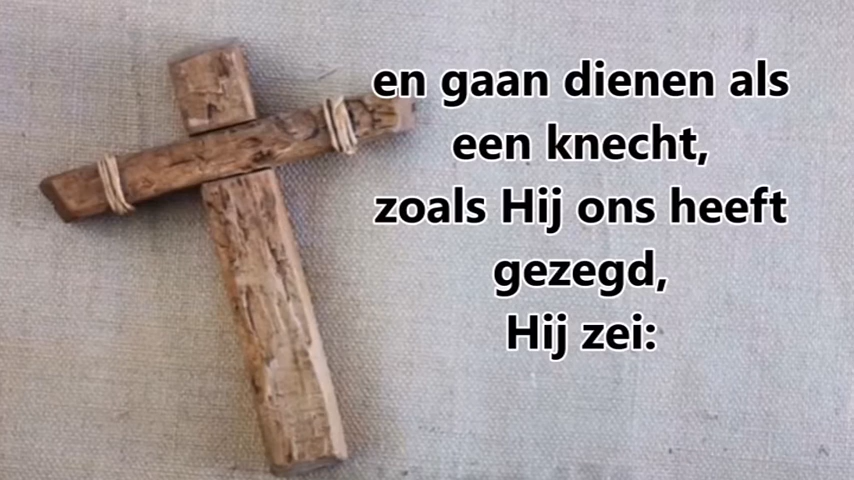 en gaan dienen als
een knecht,
zoals Hij ons heeft
gezegd,
Hij zei: